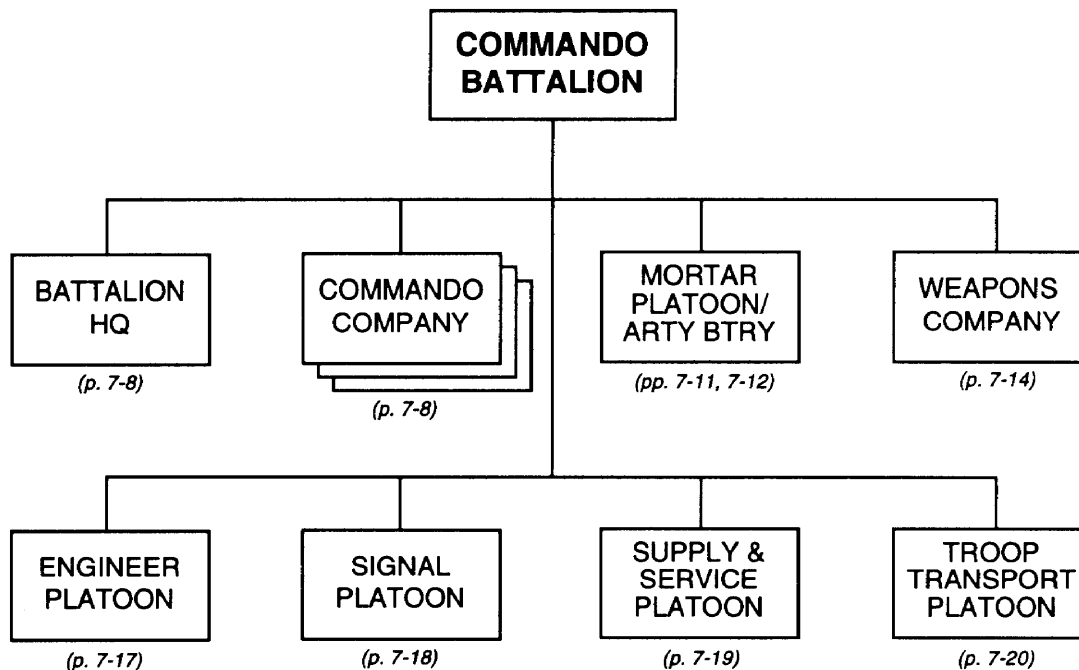 COMMANDO
BATTALION
BATTALION
HQ
(p. 7-8)
COMMANDO
COMPANY
(p. 7-8)
MORTAR
PLATOON/
ARTY BTRY
(pp. 7-11, 7-12)
WEAPONS
COMPANY
(p. 7-14)
ENGINEER
PLATOON
(p. 7-17)
SIGNAL
PLATOON
(p. 7-18)
SUPPLY &
SERVICE
PLATOON
(p. 7-19)
TROOP
TRANSPORT
PLATOON
(p. 7-20)